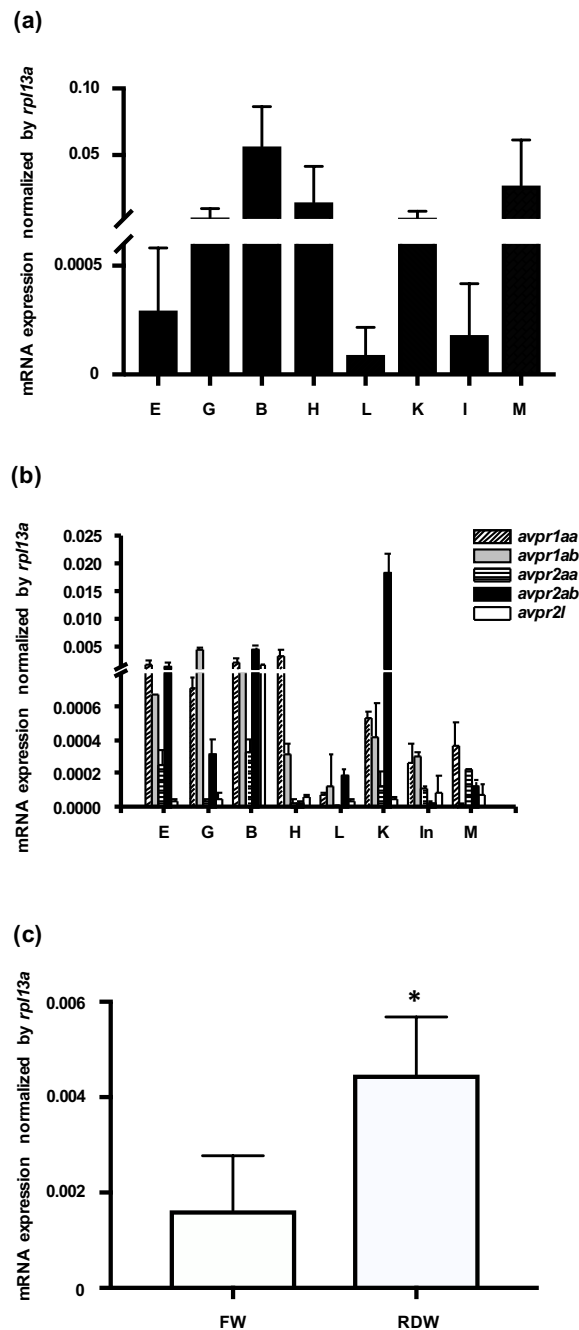 (a)
mRNA expression normalized by rpl13a
0.10
0.05
0.0005
0
E G B H L K I M
(b)
mRNA expression normalized by rpl13a
0.025
0.020
0.015
0.010
0.005
0.0006
0.0004
0.0002
0.0000
avpr1aa
avpr1ab
avpr2aa
avpr2ab
avpr2l
E G B H L K In M
(c)
mRNA expression normalized by rpl13a
0.006
0.004
0.002
0
*
FW RDW